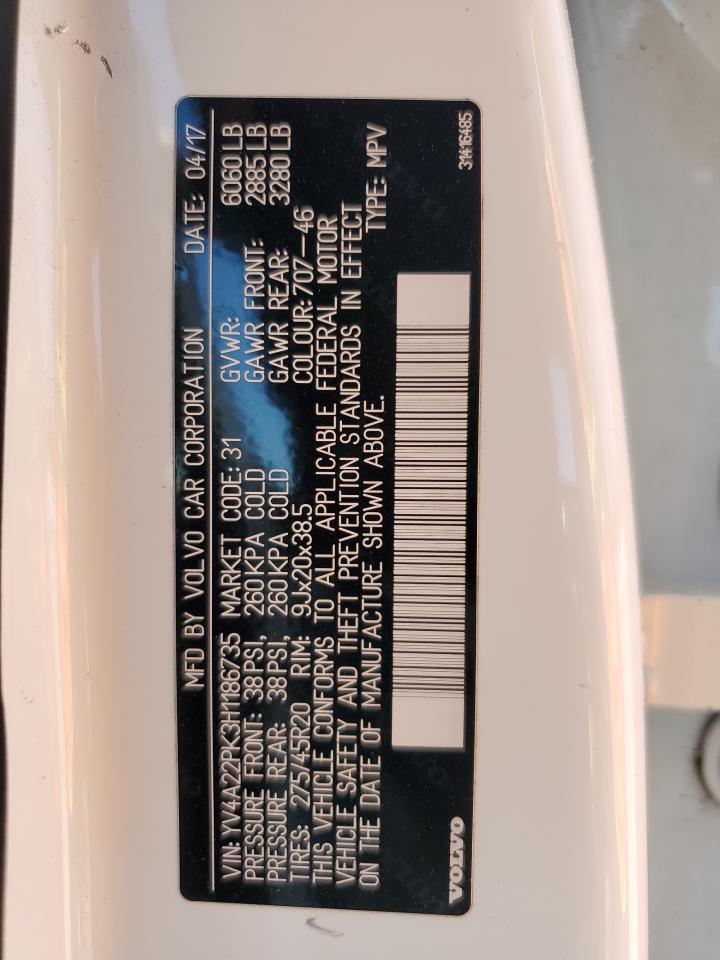 MFD BY VOLVO CAR CORPORATION DATE: 04/17
VIN: YV4A22PK3H1186735 MARKET CODE: 31 GVWR: 6060 LB
PRESSURE FRONT: 38 PSI, 260 KPA COLD GAWR FRONT: 2885 LB
PRESSURE REAR: 38 PSI, 260 KPA COLD GAWR REAR: 3280 LB
TIRES: 275/45R20 RIM: 9Jx20x38.5 COLOUR: 707-46
THIS VEHICLE CONFORMS TO ALL APPLICABLE FEDERAL MOTOR
VEHICLE SAFETY AND THEFT PREVENTION STANDARDS IN EFFECT
ON THE DATE OF MANUFACTURE SHOWN ABOVE. TYPE: MPV
VOLVO 31416485